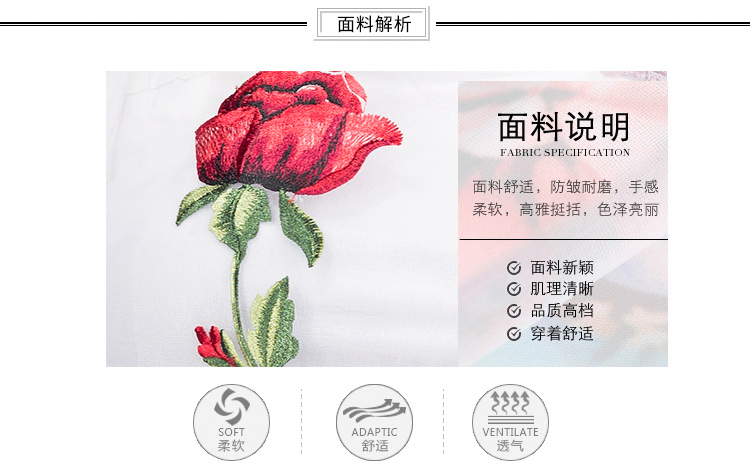 面料解析
面料说明
FABRIC SPECIFICATION
面料舒适，防皱耐磨，手感
柔软，高雅挺括，色泽亮丽
面料新颖
肌理清晰
品质高档
穿着舒适
SOFT
柔软
ADAPTIC
舒适
VENTILATE
透气